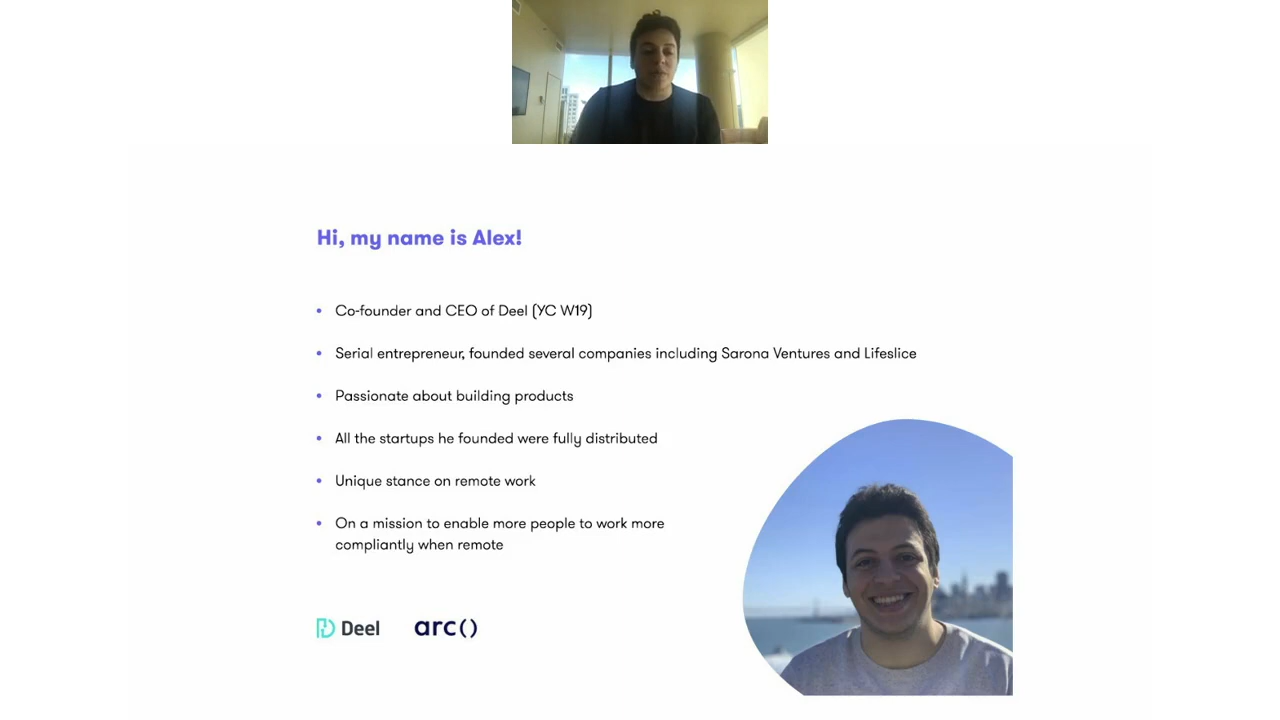 Hi, my name is Alex!
• Co-founder and CEO of Deel (YC W19)
• Serial entrepreneur, founded several companies including Sarona Ventures and Lifeslice
• Passionate about building products
• All the startups he founded were fully distributed
• Unique stance on remote work
• On a mission to enable more people to work more
compliantly when remote
Deel arc()